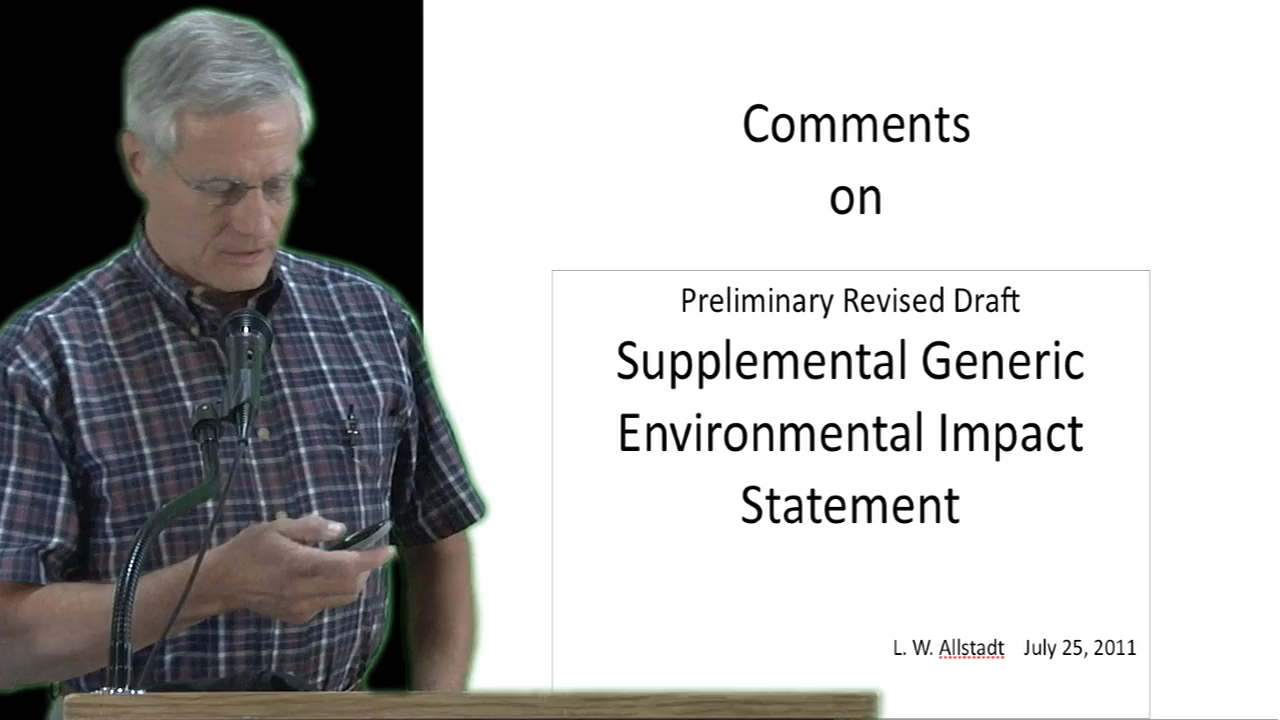 Comments
on
Preliminary Revised Draft
Supplemental Generic
Environmental Impact
Statement
L. W. Allstadt July 25, 2011